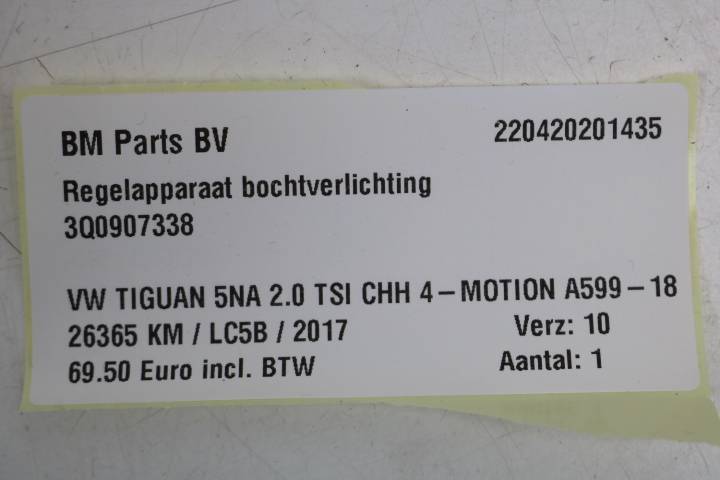 BM Parts BV 220420201435
Regelapparaat bochtverlichting
3Q0907338
VW TIGUAN 5NA 2.0 TSI CHH 4-MOTION A599-18
26365 KM / LC5B / 2017 Verz: 10
69.50 Euro incl. BTW Aantal: 1